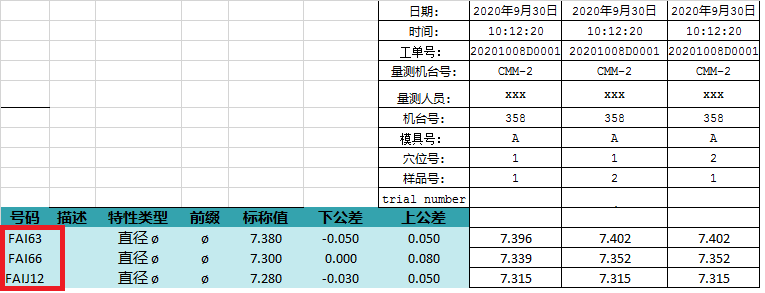 日期: 2020年9月30日 2020年9月30日 2020年9月30日
时间: 10:12:20 10:12:20 10:12:20
工单号: 20201008D0001 20201008D0001 20201008D0001
量测机台号: CMM-2 CMM-2 CMM-2
量测人员: xxx xxx xxx
机台号: 358 358 358
模具号: A A A
穴位号: 1 1 2
样品号: 1 2 1
trial number
号码 描述 特性类型 前缀 标称值 下公差 上公差
FAI63 直径ø ø 7.380 -0.050 0.050 7.396 7.402 7.402
FAI66 直径ø ø 7.300 0.000 0.080 7.339 7.352 7.352
FAIJ12 直径ø ø 7.280 -0.030 0.050 7.315 7.315 7.315